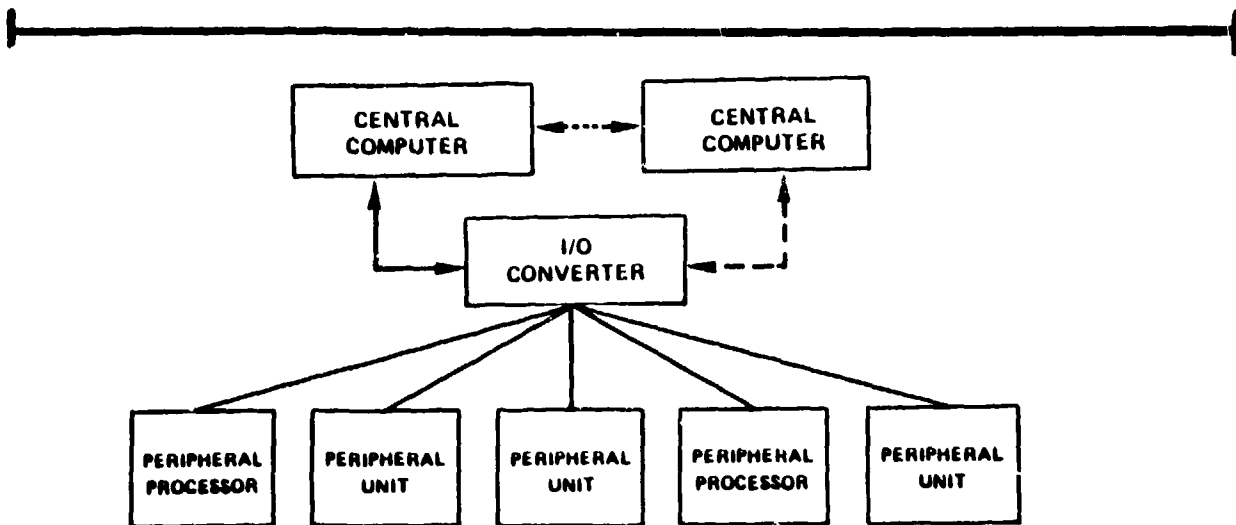 CENTRAL
COMPUTER
CENTRAL
COMPUTER
I/O
CONVERTER
PERIPHERAL
PROCESSOR
PERIPHERAL
UNIT
PERIPHERAL
UNIT
PERIPHERAL
PROCESSOR
PERIPHERAL
UNIT